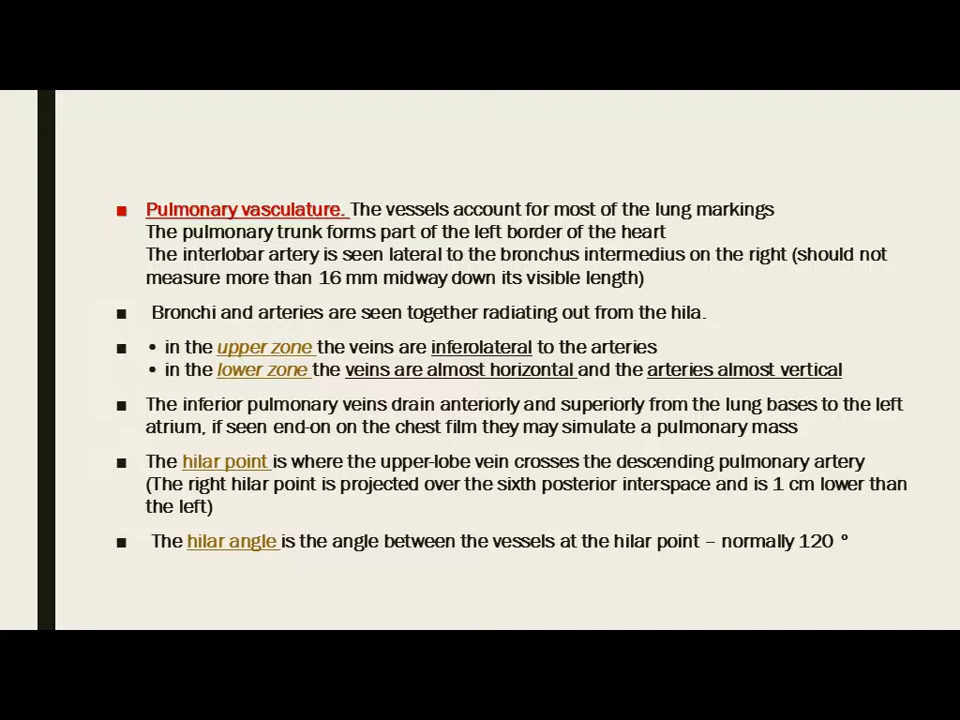 ■ Pulmonary vasculature. The vessels account for most of the lung markings
The pulmonary trunk forms part of the left border of the heart
The interlobar artery is seen lateral to the bronchus intermedius on the right (should not
measure more than 16 mm midway down its visible length)
■ Bronchi and arteries are seen together radiating out from the hila.
■ • in the upper zone the veins are inferolateral to the arteries
• in the lower zone the veins are almost horizontal and the arteries almost vertical
■ The inferior pulmonary veins drain anteriorly and superiorly from the lung bases to the left
atrium, if seen end-on on the chest film they may simulate a pulmonary mass
■ The hilar point is where the upper-lobe vein crosses the descending pulmonary artery
(The right hilar point is projected over the sixth posterior interspace and is 1 cm lower than
the left)
■ The hilar angle is the angle between the vessels at the hilar point – normally 120 °